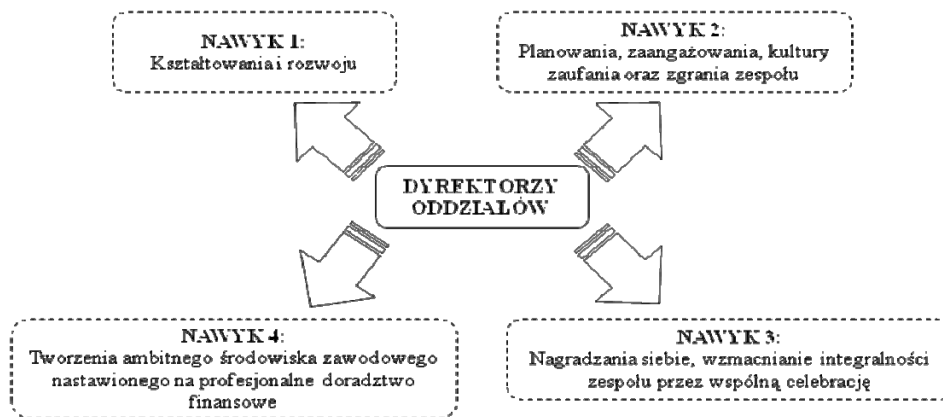 NAWYK 1:
Kształtowania i rozwoju
NAWYK 2:
Planowania, zaangażowania, kultury
zaufania oraz zgrania zespołu
DYREKTORZY
ODDZIAŁÓW
NAWYK 4:
Tworzenia ambitnego środowiska zawodowego
nastawionego na profesjonalne doradztwo
finansowe
NAWYK 3:
Nagradzania siebie, wzmacnianie integralności
zespołu przez wspólną celebrację